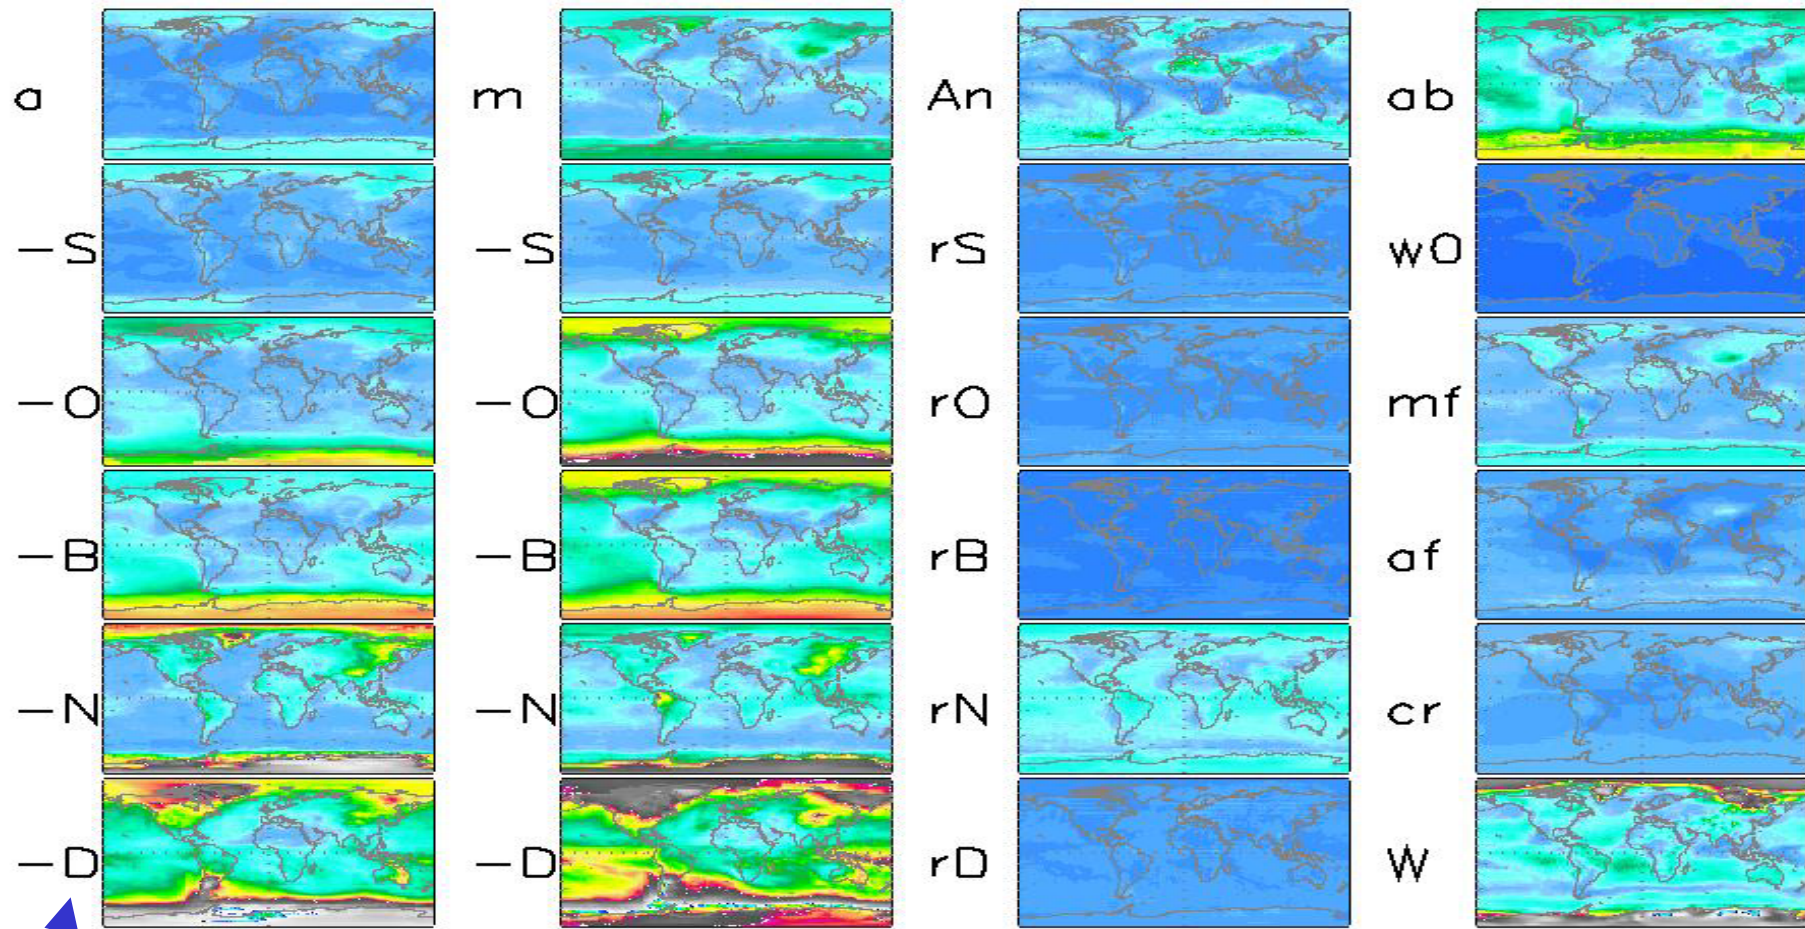 a m An ab
-S -S rS w0
-O -O rO mf
-B -B rB af
-N -N rN cr
-D -D rD W